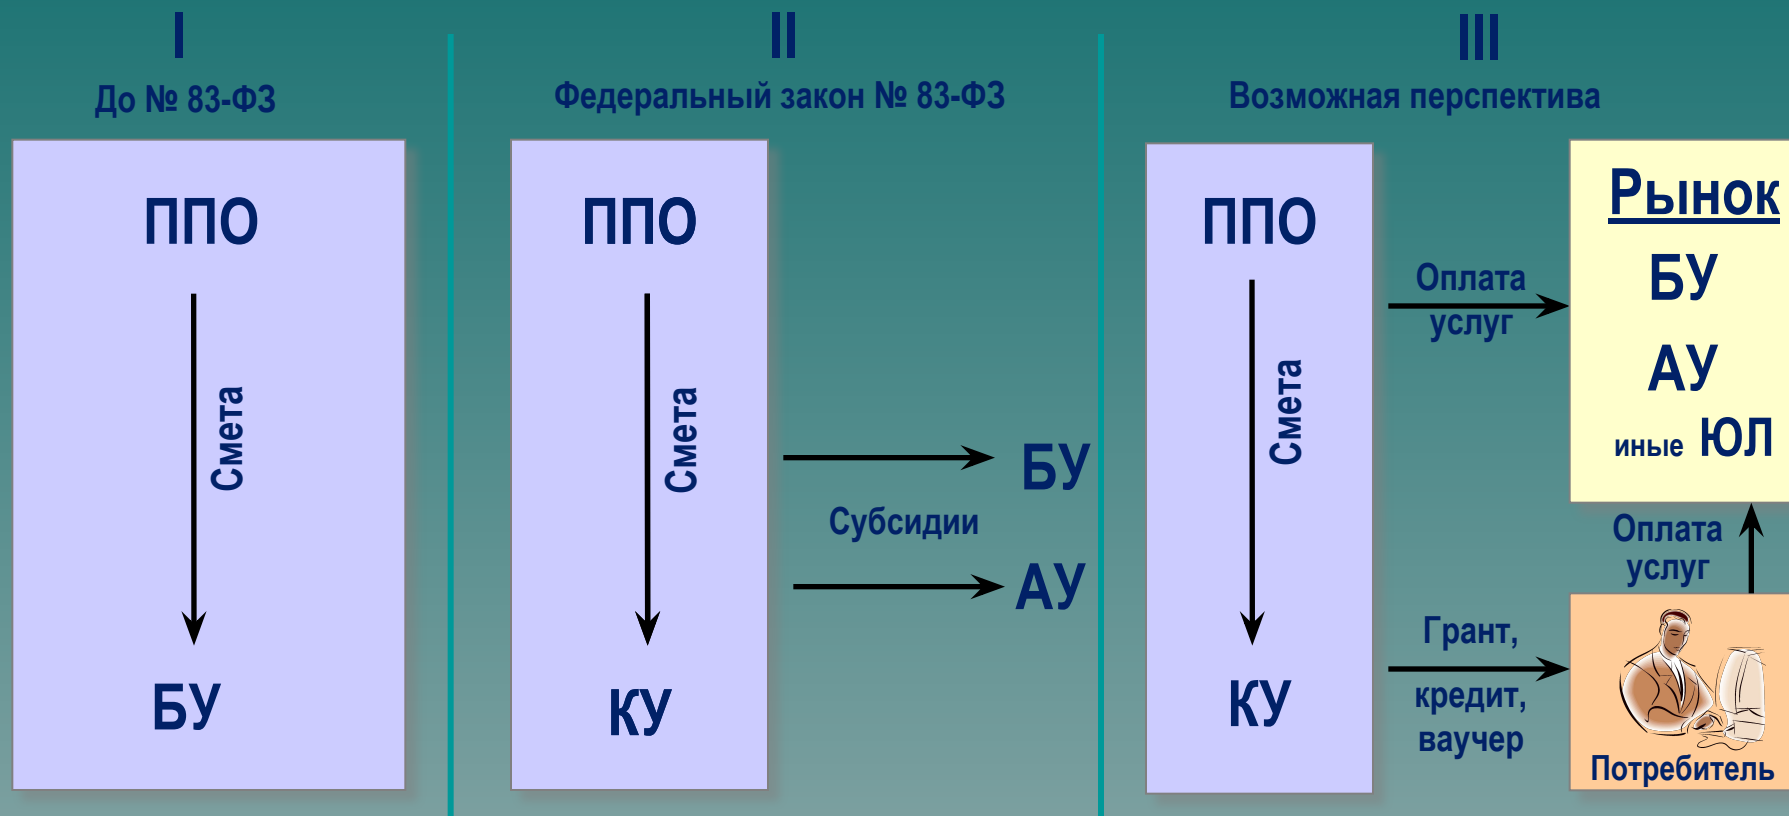 I
До № 83-ФЗ
ППО
Смета
БУ
II
Федеральный закон № 83-ФЗ
ППО
Смета
КУ
БУ
Субсидии
АУ
III
Возможная перспектива
ППО
Смета
КУ
Оплата
услуг
Рынок
БУ
АУ
иные ЮЛ
Оплата
услуг
Грант,
кредит,
ваучер
Потребитель